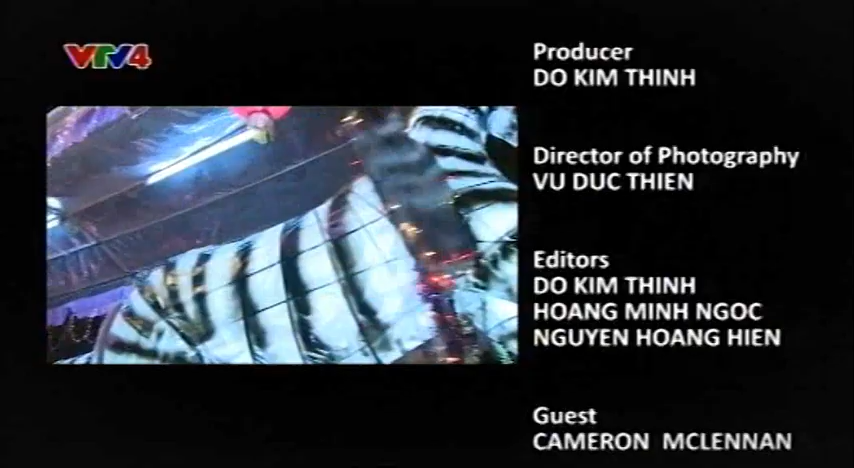 VTV4
Producer
DO KIM THINH
Director of Photography
VU DUC THIEN
Editors
DO KIM THINH
HOANG MINH NGOC
NGUYEN HOANG HIEN
Guest
CAMERON MCLENNAN